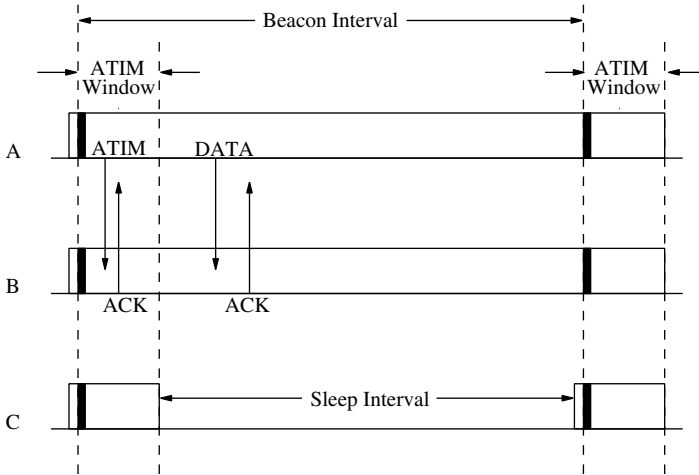 Beacon Interval
ATIM
Window
ATIM
Window
A
ATIM
DATA
B
ACK
ACK
C
Sleep Interval